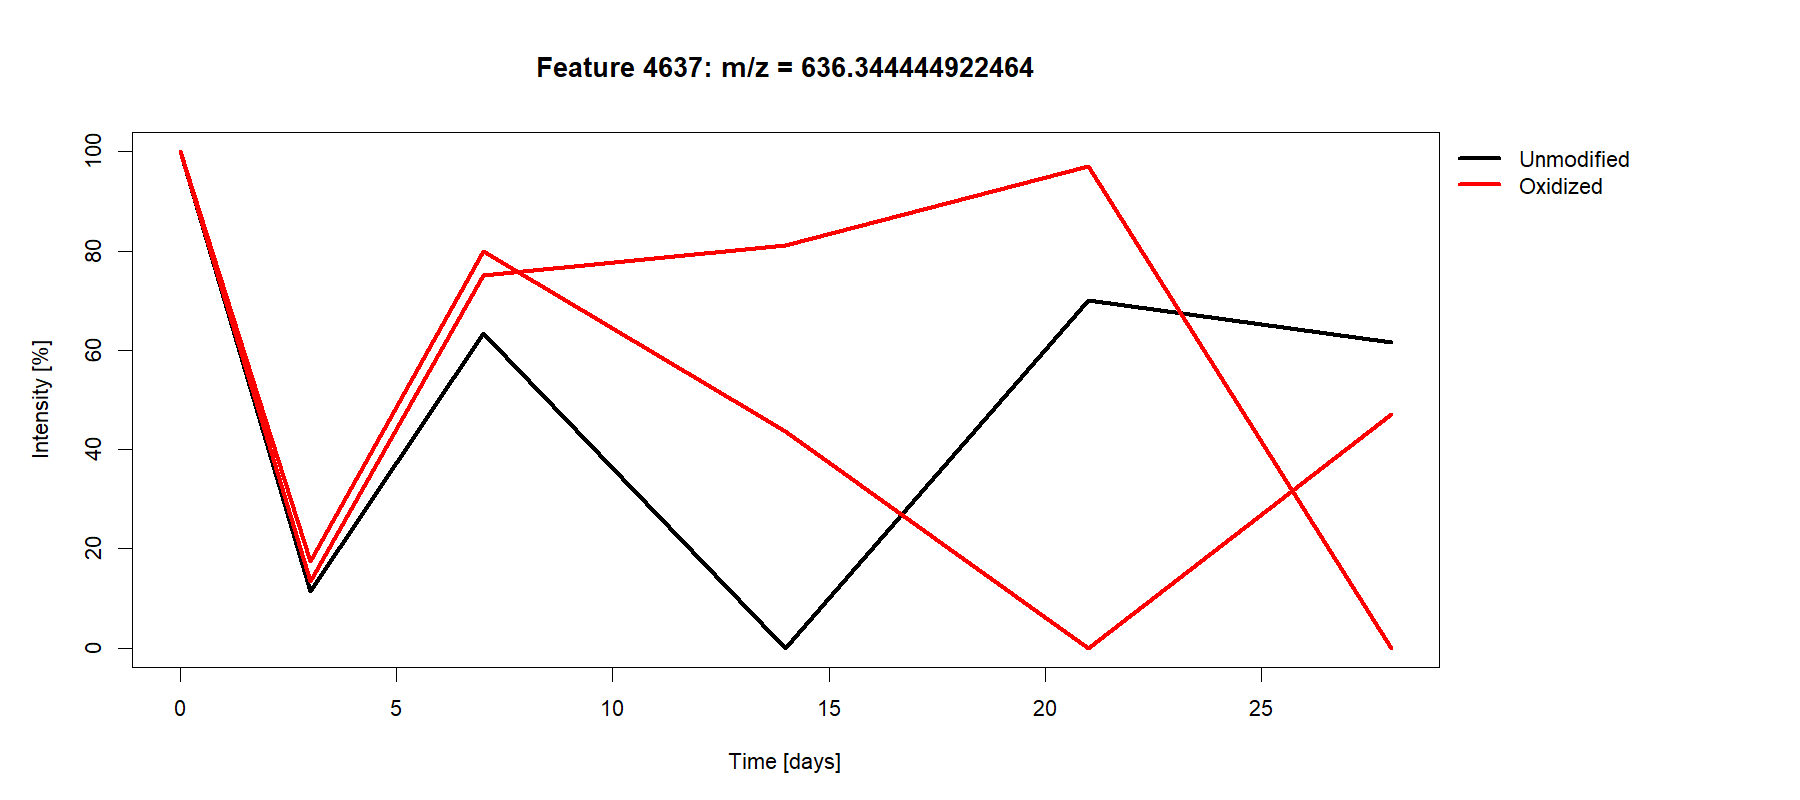 Feature 4637: m/z = 636.344444922464
Unmodified
Oxidized
Intensity [%]
100
80
60
40
20
0
0 5 10 15 20 25
Time [days]